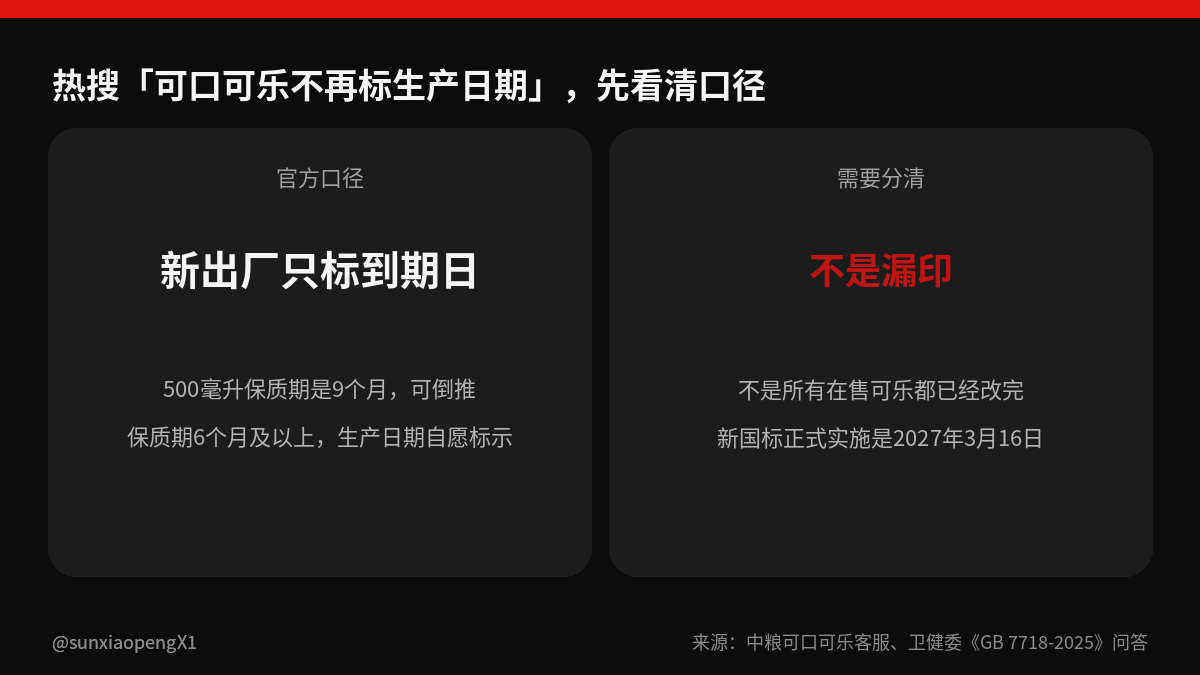 热搜「可口可乐不再标生产日期」，先看清口径
官方口径
新出厂只标到期日
500毫升保质期是9个月，可倒推
保质期6个月及以上，生产日期自愿标示
需要分清
不是漏印
不是所有在售可乐都已经改完
新国标正式实施是2027年3月16日
@sunxiaopengX1
来源：中粮可口可乐客服、卫健委《GB 7718-2025》问答